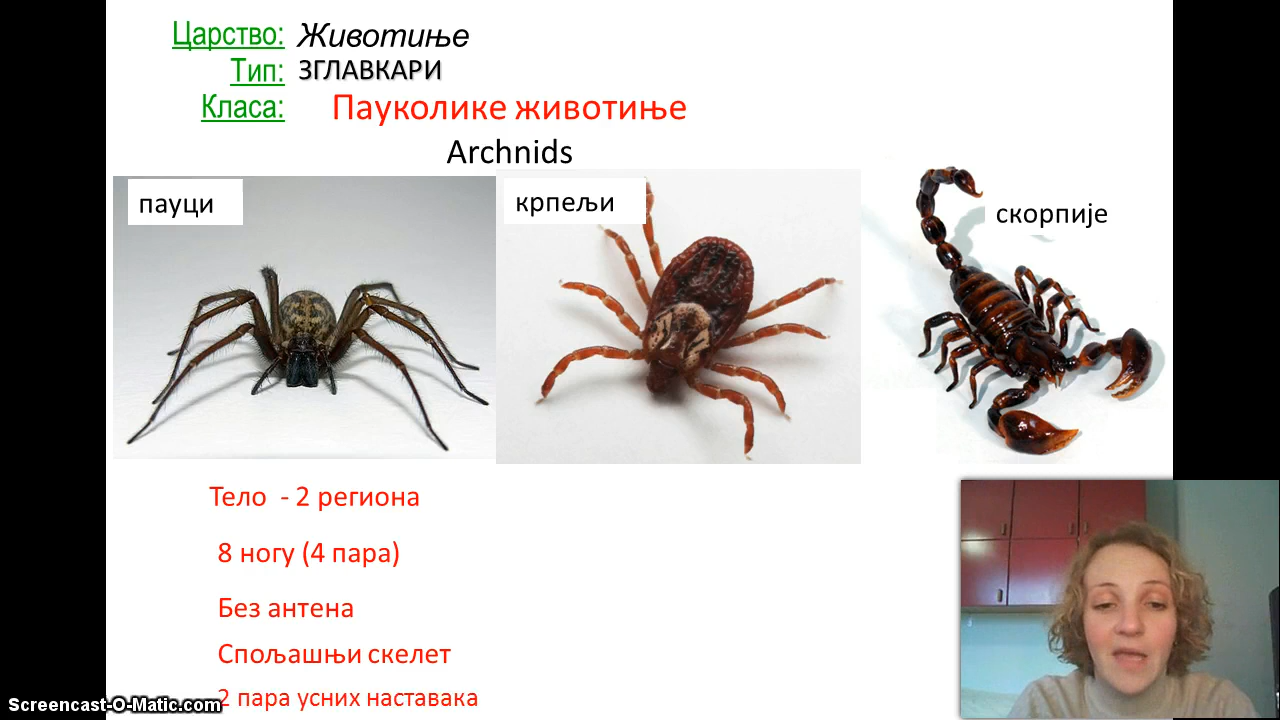 Царство: Животиње
Тип: ЗГЛАВКАРИ
Класа: Пауколике животиње
Archnids
пауци
крпељи
скорпије
Тело - 2 региона
8 ногу (4 пара)
Без антена
Спољашњи скелет
2 пара усних наставака
Screencast-O-Matic.com